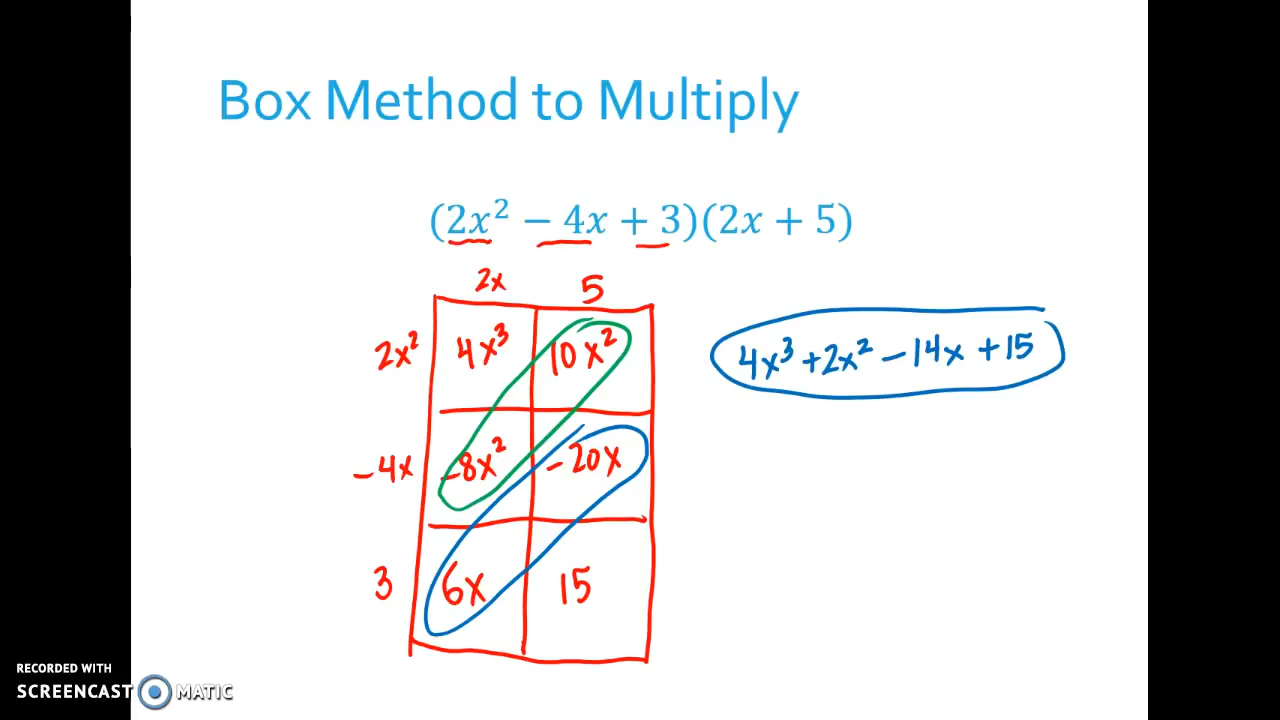 Box Method to Multiply
(2x² − 4x + 3)(2x + 5)
2x 5
2x² 4x³ 10x²
4x³ + 2x² − 14x + 15
−4x −8x² −20x
3 6x 15
RECORDED WITH
SCREENCAST MATIC